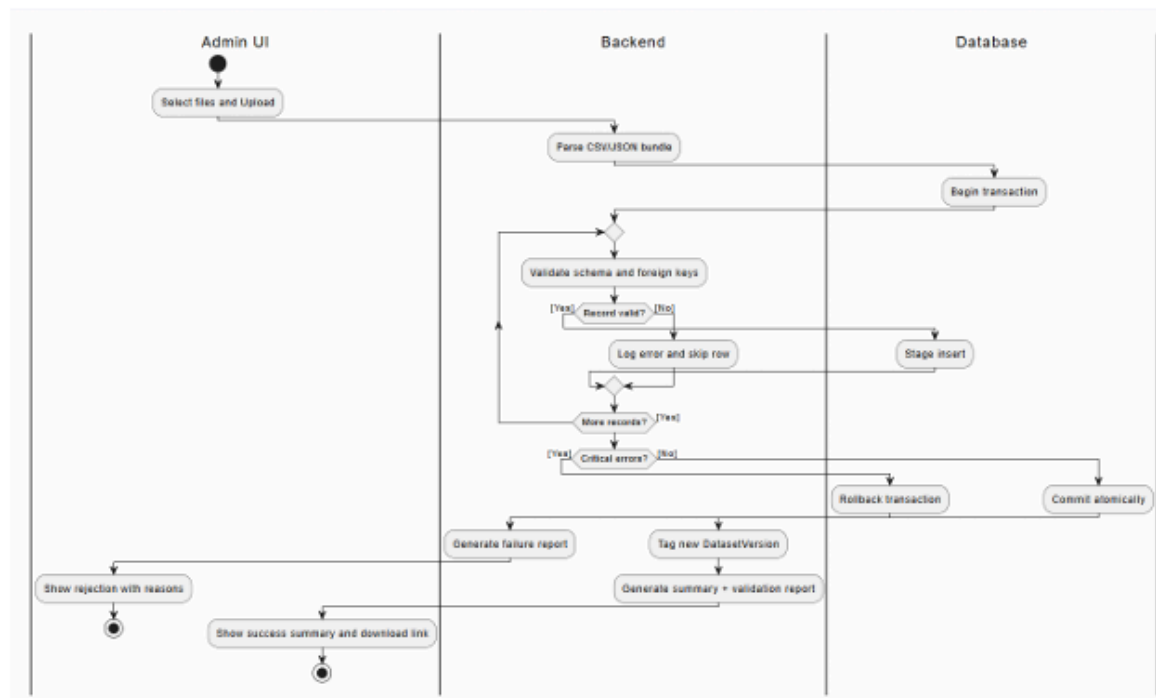 Admin UI
Backend
Database
Select files and Upload
Parse CSV/JSON bundle
Begin transaction
Validate schema and foreign keys
[Yes]
Record valid?
[No]
Log error and skip row
Stage insert
More records?
[Yes]
[Yes]
Critical errors?
[No]
Rollback transaction
Commit atomically
Generate failure report
Tag new DatasetVersion
Show rejection with reasons
Generate summary + validation report
Show success summary and download link